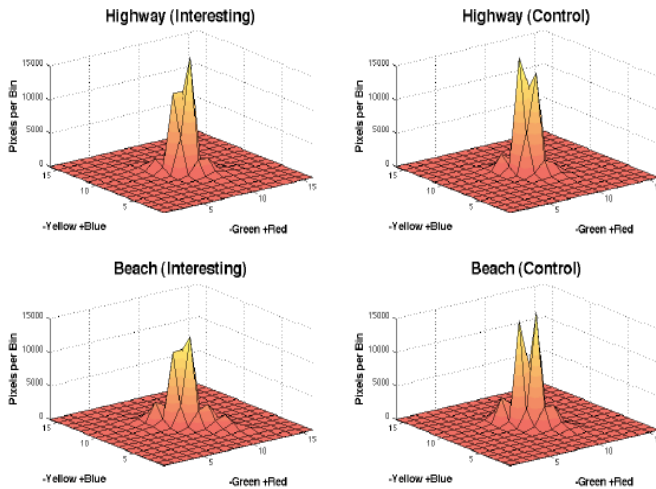 Highway (Interesting)
15000
10000
5000
0
Pixels per Bin
15
10
5
-Yellow +Blue
5
10
15
-Green +Red
Highway (Control)
15000
10000
5000
0
Pixels per Bin
15
10
5
-Yellow +Blue
5
10
15
-Green +Red
Beach (Interesting)
15000
10000
5000
0
Pixels per Bin
15
10
5
-Yellow +Blue
5
10
15
-Green +Red
Beach (Control)
15000
10000
5000
0
Pixels per Bin
15
10
5
-Yellow +Blue
5
10
15
-Green +Red